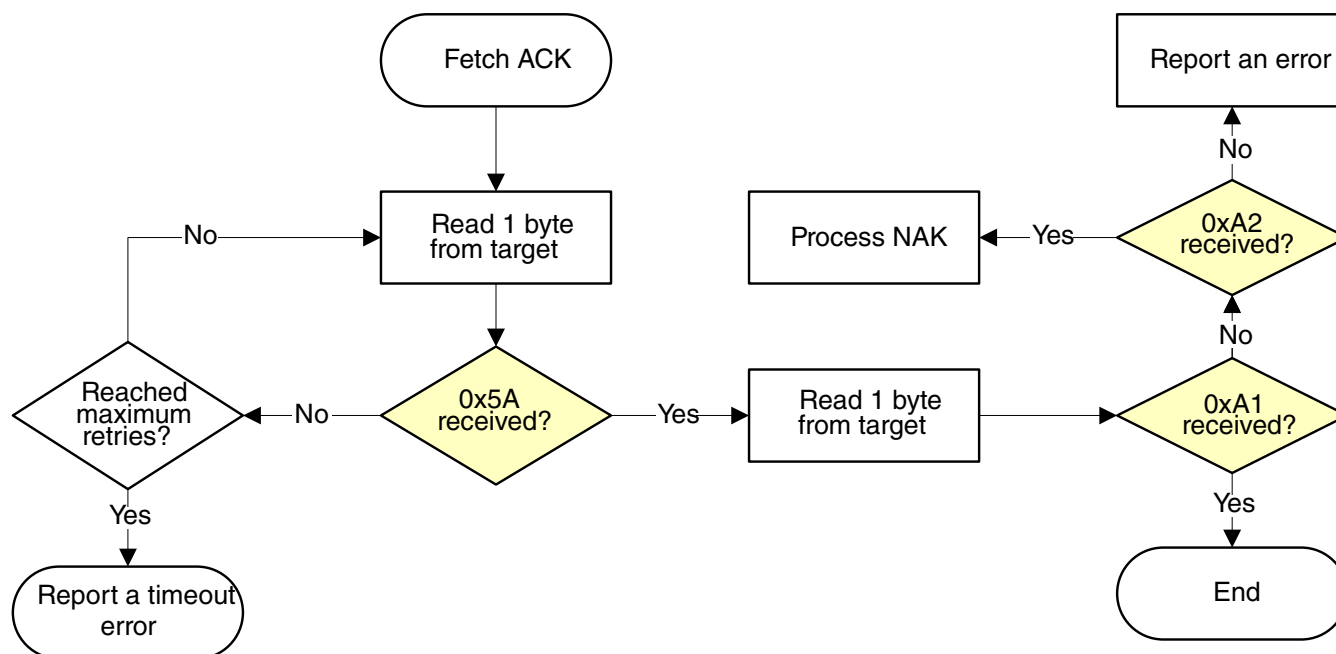 Fetch ACK
Report an error
No
Read 1 byte
from target
No
Process NAK
Yes
0xA2
received?
No
Reached
maximum
retries?
No
0x5A
received?
Yes
Read 1 byte
from target
0xA1
received?
Yes
Yes
Report a timeout
error
End